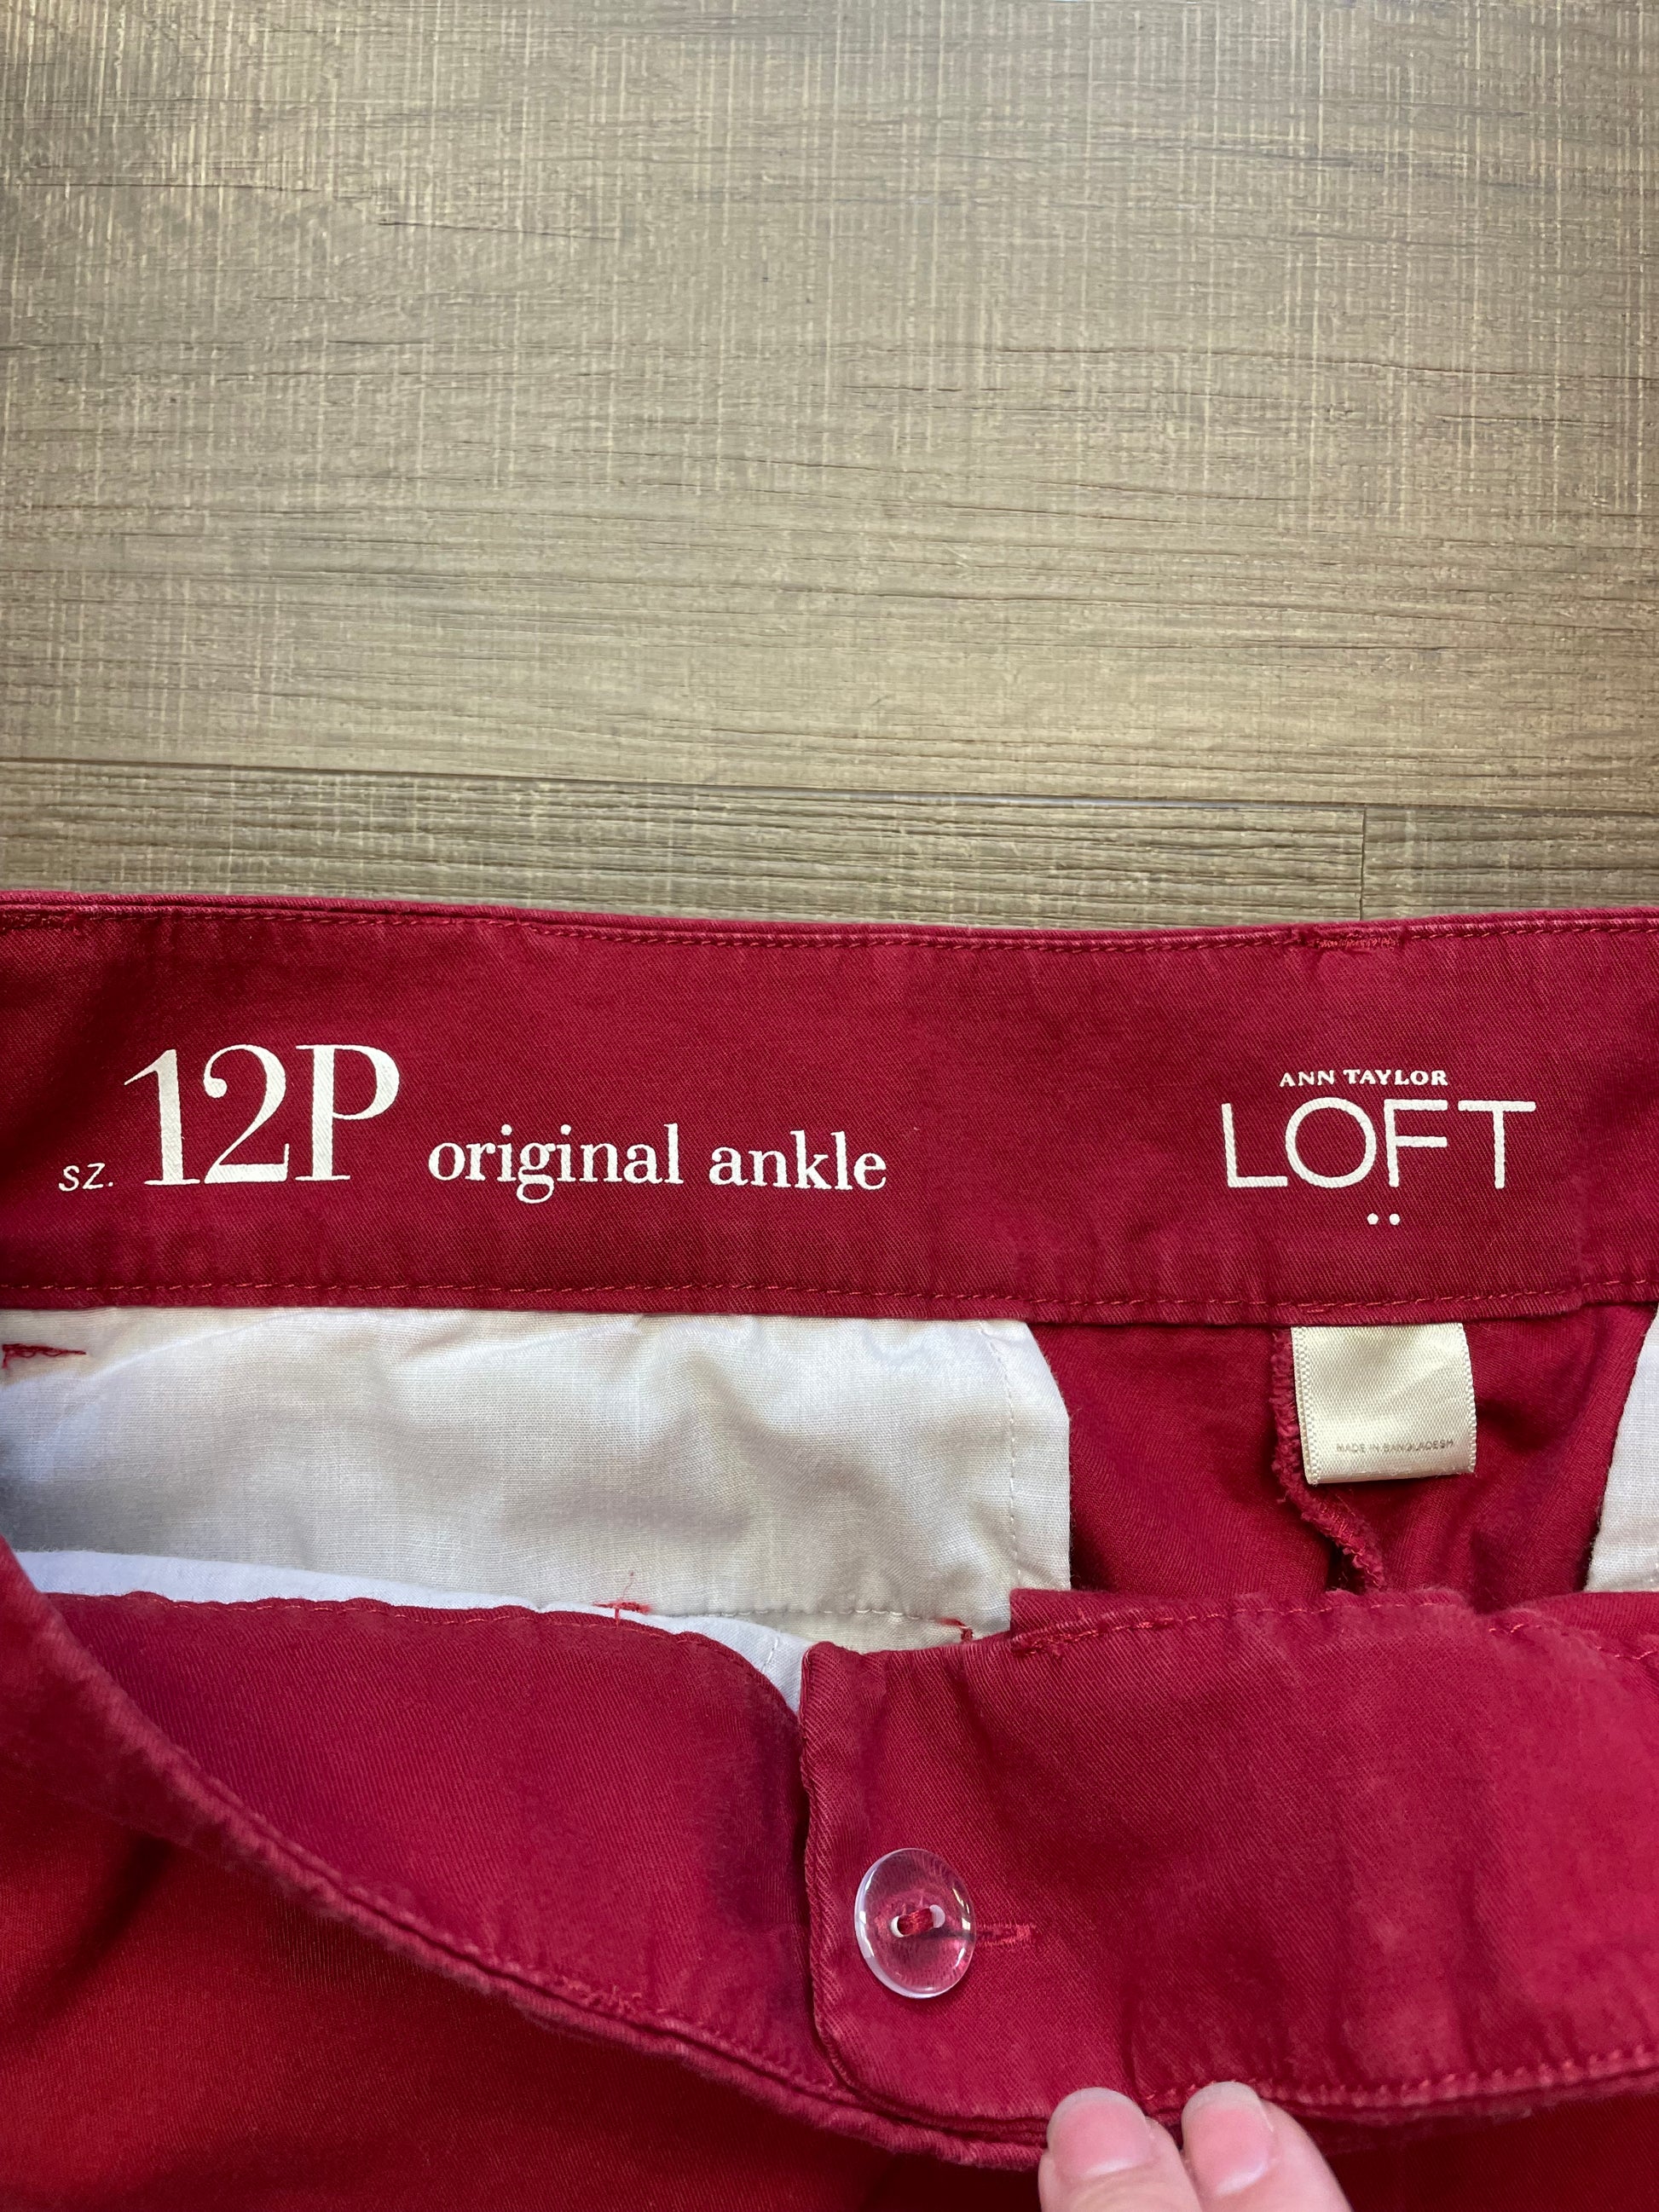 sz. 12P original ankle
ANN TAYLOR
LOFT
MADE IN BANGLADESH